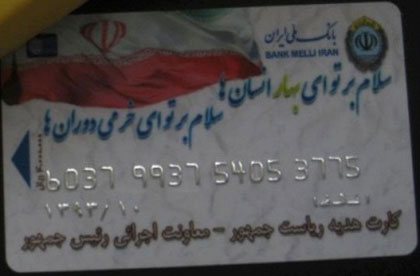 بانک ملی ایران
BANK MELLI IRAN
سلام بر تو ای بهار انسان ها
سلام بر تو ای خرمی دوران ها
6037 9937 5405 3775
۱۳۹۳/۱۰
کارت هدیه ریاست جمهور - معاونت اجرائی رئیس جمهور